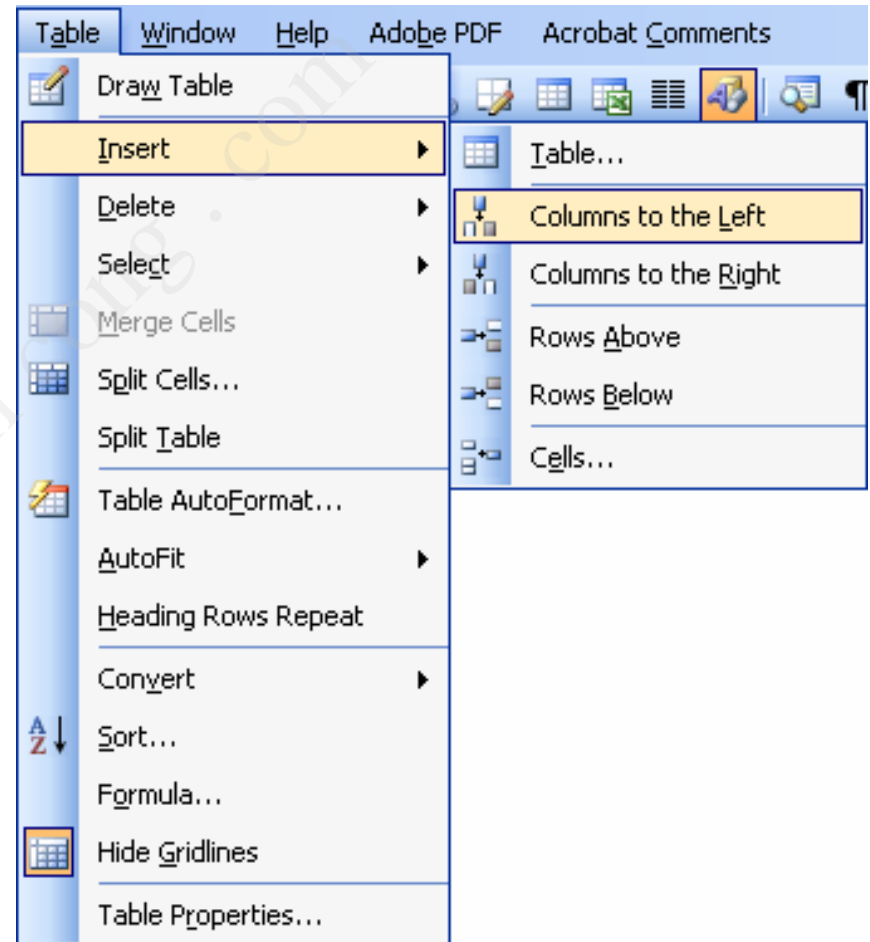 Table Window Help Adobe PDF Acrobat Comments
Draw Table
Insert
Delete
Select
Merge Cells
Split Cells...
Split Table
Table AutoFormat...
AutoFit
Heading Rows Repeat
Convert
Sort...
Formula...
Hide Gridlines
Table Properties...
Table...
Columns to the Left
Columns to the Right
Rows Above
Rows Below
Cells...